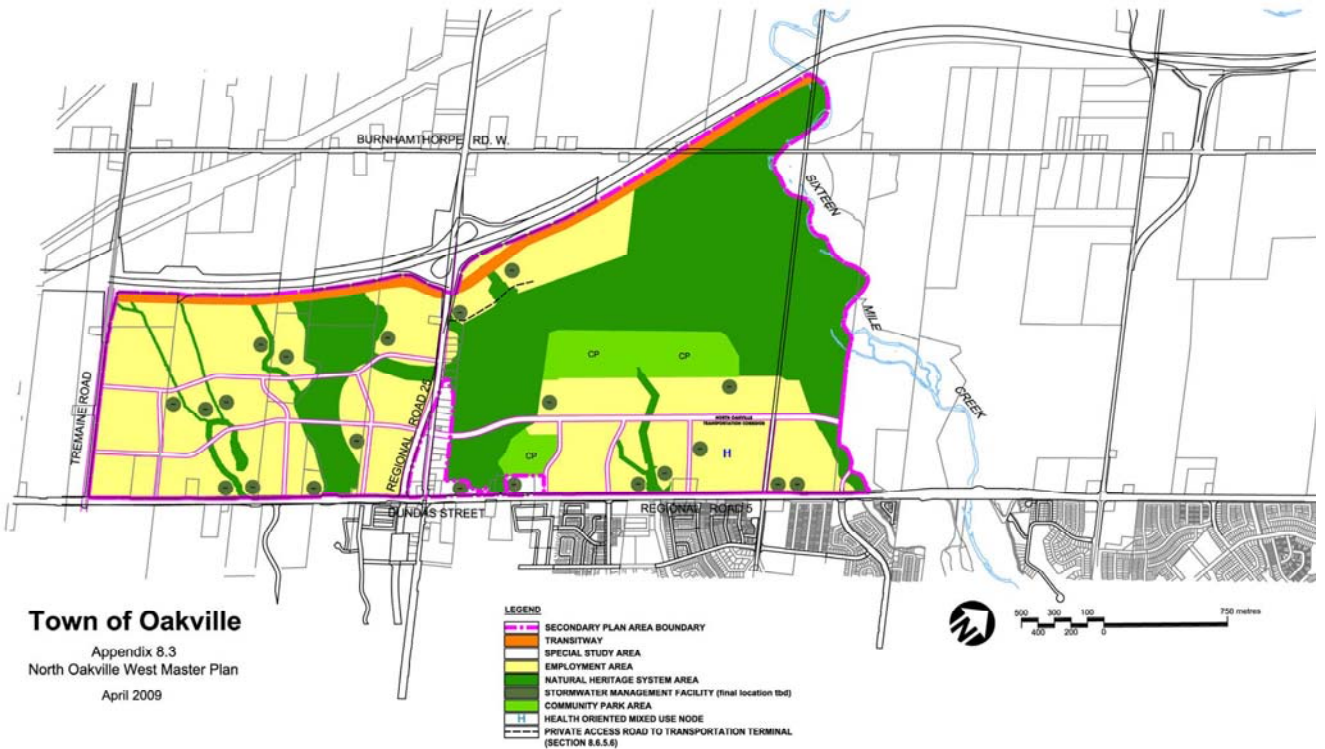 BURNHAMTHORPE RD. W.
SIXTEEN
MILE
CREEK
TREMAINE ROAD
REGIONAL ROAD 25
CP
CP
NORTH OAKVILLE
TRANSPORTATION CORRIDOR
CP
H
DUNDAS STREET
REGIONAL ROAD 5
Town of Oakville
Appendix 8.3
North Oakville West Master Plan
April 2009
LEGEND
SECONDARY PLAN AREA BOUNDARY
TRANSITWAY
SPECIAL STUDY AREA
EMPLOYMENT AREA
NATURAL HERITAGE SYSTEM AREA
STORMWATER MANAGEMENT FACILITY (final location tbd)
COMMUNITY PARK AREA
H HEALTH ORIENTED MIXED USE NODE
PRIVATE ACCESS ROAD TO TRANSPORTATION TERMINAL
(SECTION 8.6.5.6)
N
500 300 100 750 metres
400 200 0